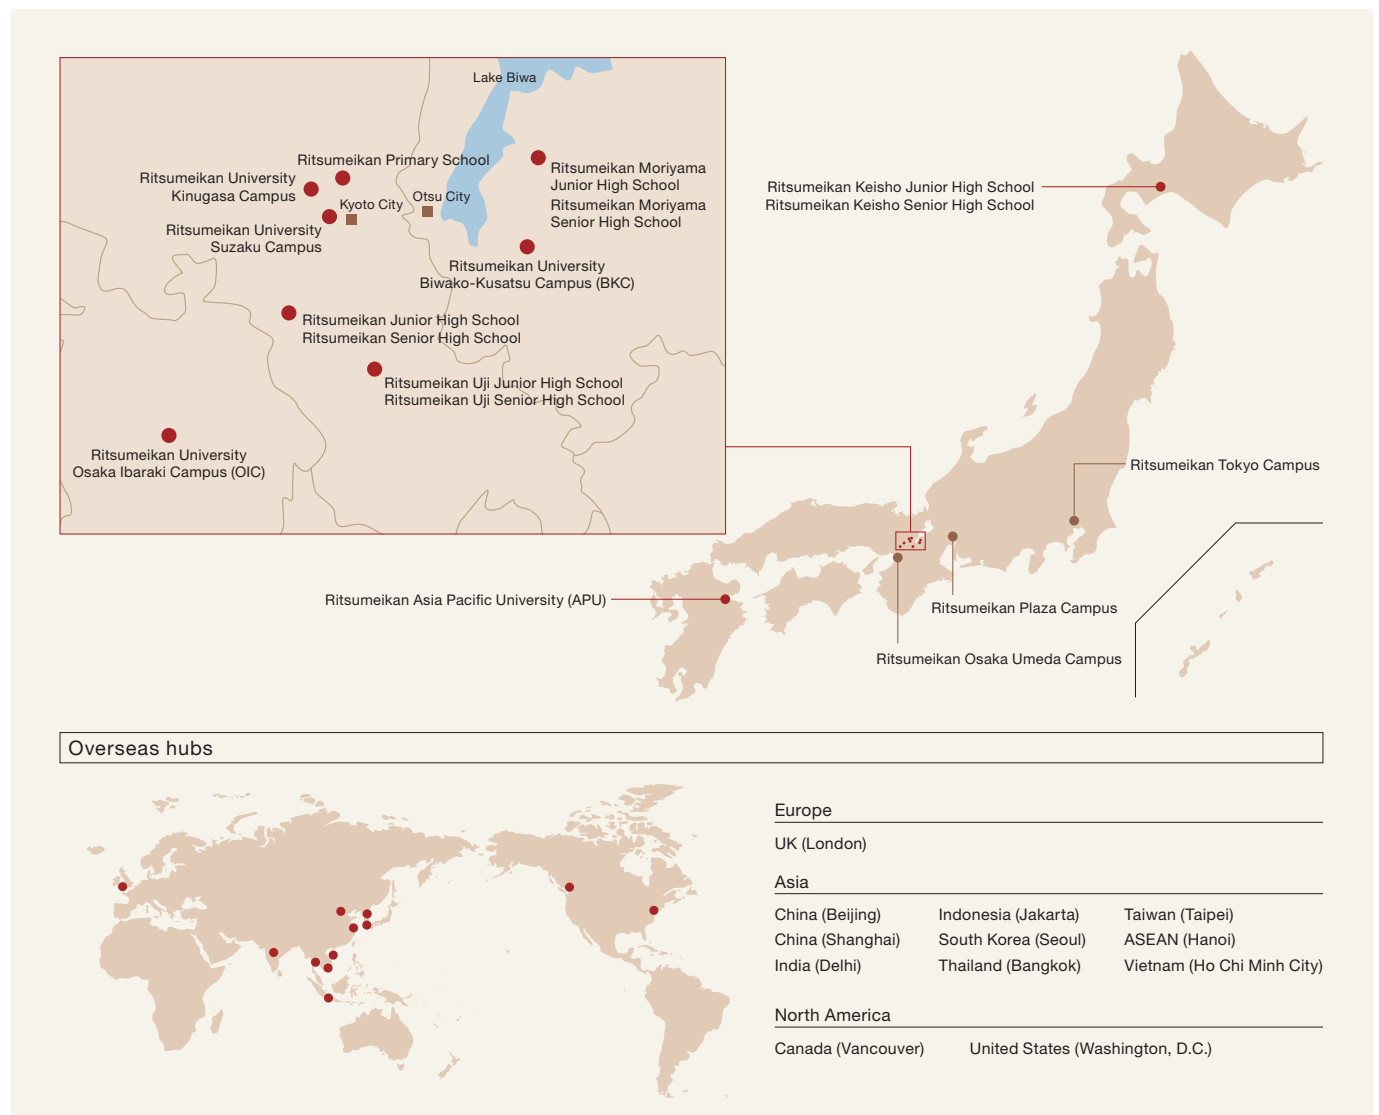 Lake Biwa
Ritsumeikan Primary School
Ritsumeikan University
Kinugasa Campus
Kyoto City
Otsu City
Ritsumeikan Moriyama
Junior High School
Ritsumeikan Moriyama
Senior High School
Ritsumeikan University
Suzaku Campus
Ritsumeikan University
Biwako-Kusatsu Campus (BKC)
Ritsumeikan Junior High School
Ritsumeikan Senior High School
Ritsumeikan Uji Junior High School
Ritsumeikan Uji Senior High School
Ritsumeikan University
Osaka Ibaraki Campus (OIC)
Ritsumeikan Keisho Junior High School
Ritsumeikan Keisho Senior High School
Ritsumeikan Tokyo Campus
Ritsumeikan Asia Pacific University (APU)
Ritsumeikan Plaza Campus
Ritsumeikan Osaka Umeda Campus
Overseas hubs
Europe
UK (London)
Asia
China (Beijing)
China (Shanghai)
India (Delhi)
Indonesia (Jakarta)
South Korea (Seoul)
Thailand (Bangkok)
Taiwan (Taipei)
ASEAN (Hanoi)
Vietnam (Ho Chi Minh City)
North America
Canada (Vancouver)
United States (Washington, D.C.)